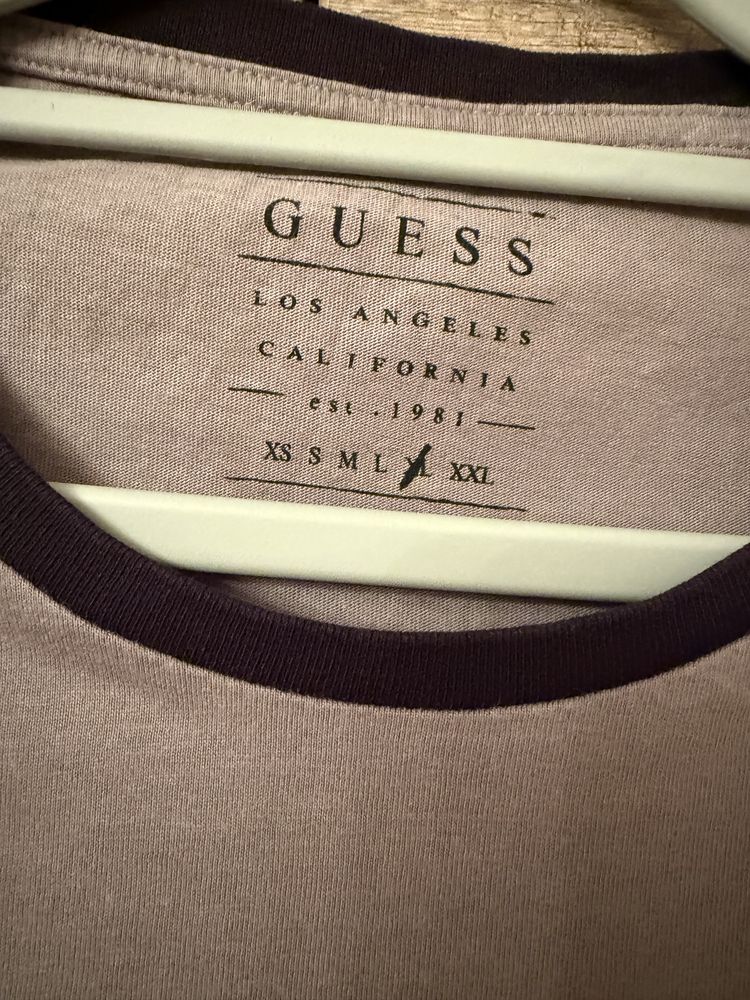 GUESS
LOS ANGELES
CALIFORNIA
est. 1981
XS S M L XL XXL